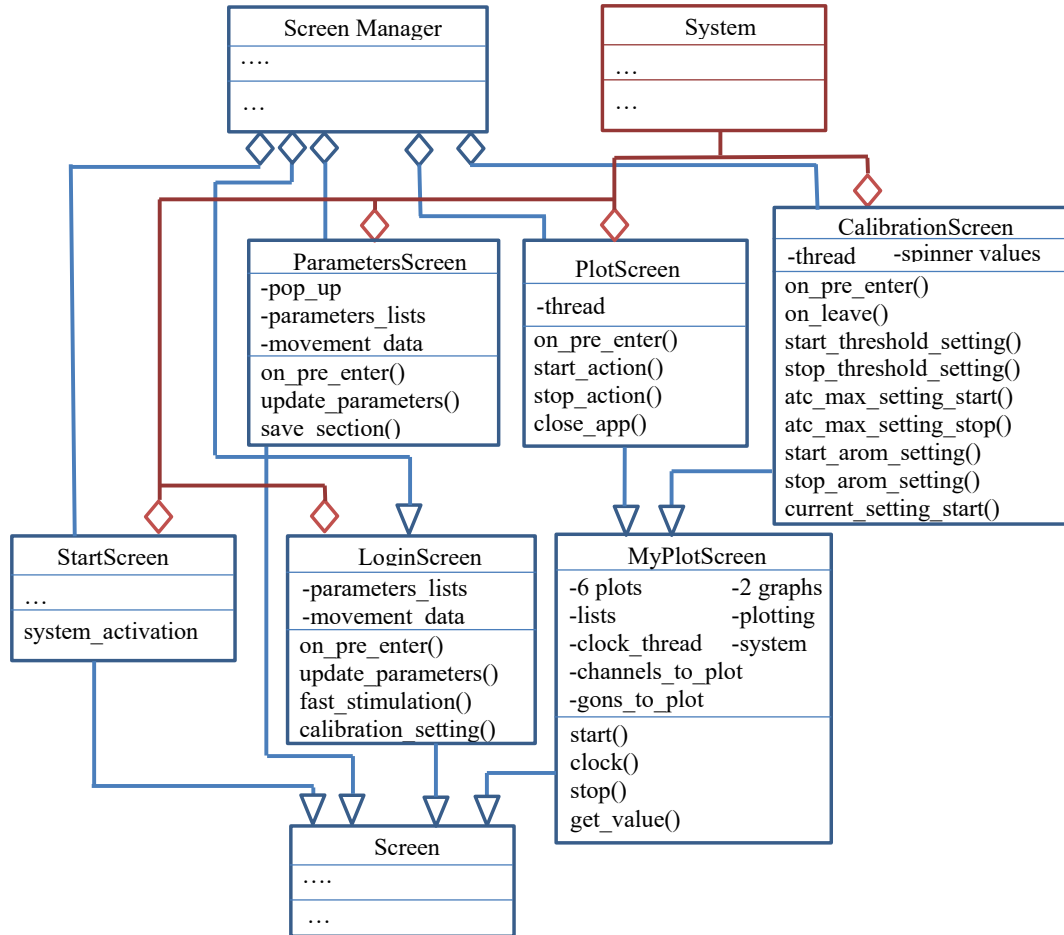 Screen Manager
….
…
System
…
…
ParametersScreen
-pop_up
-parameters_lists
-movement_data
on_pre_enter()
update_parameters()
save_section()
PlotScreen
-thread
on_pre_enter()
start_action()
stop_action()
close_app()
CalibrationScreen
-thread -spinner values
on_pre_enter()
on_leave()
start_threshold_setting()
stop_threshold_setting()
atc_max_setting_start()
atc_max_setting_stop()
start_arom_setting()
stop_arom_setting()
current_setting_start()
StartScreen
…
system_activation
LoginScreen
-parameters_lists
-movement_data
on_pre_enter()
update_parameters()
fast_stimulation()
calibration_setting()
MyPlotScreen
-6 plots -2 graphs
-lists -plotting
-clock_thread -system
-channels_to_plot
-gons_to_plot
start()
clock()
stop()
get_value()
Screen
….
…